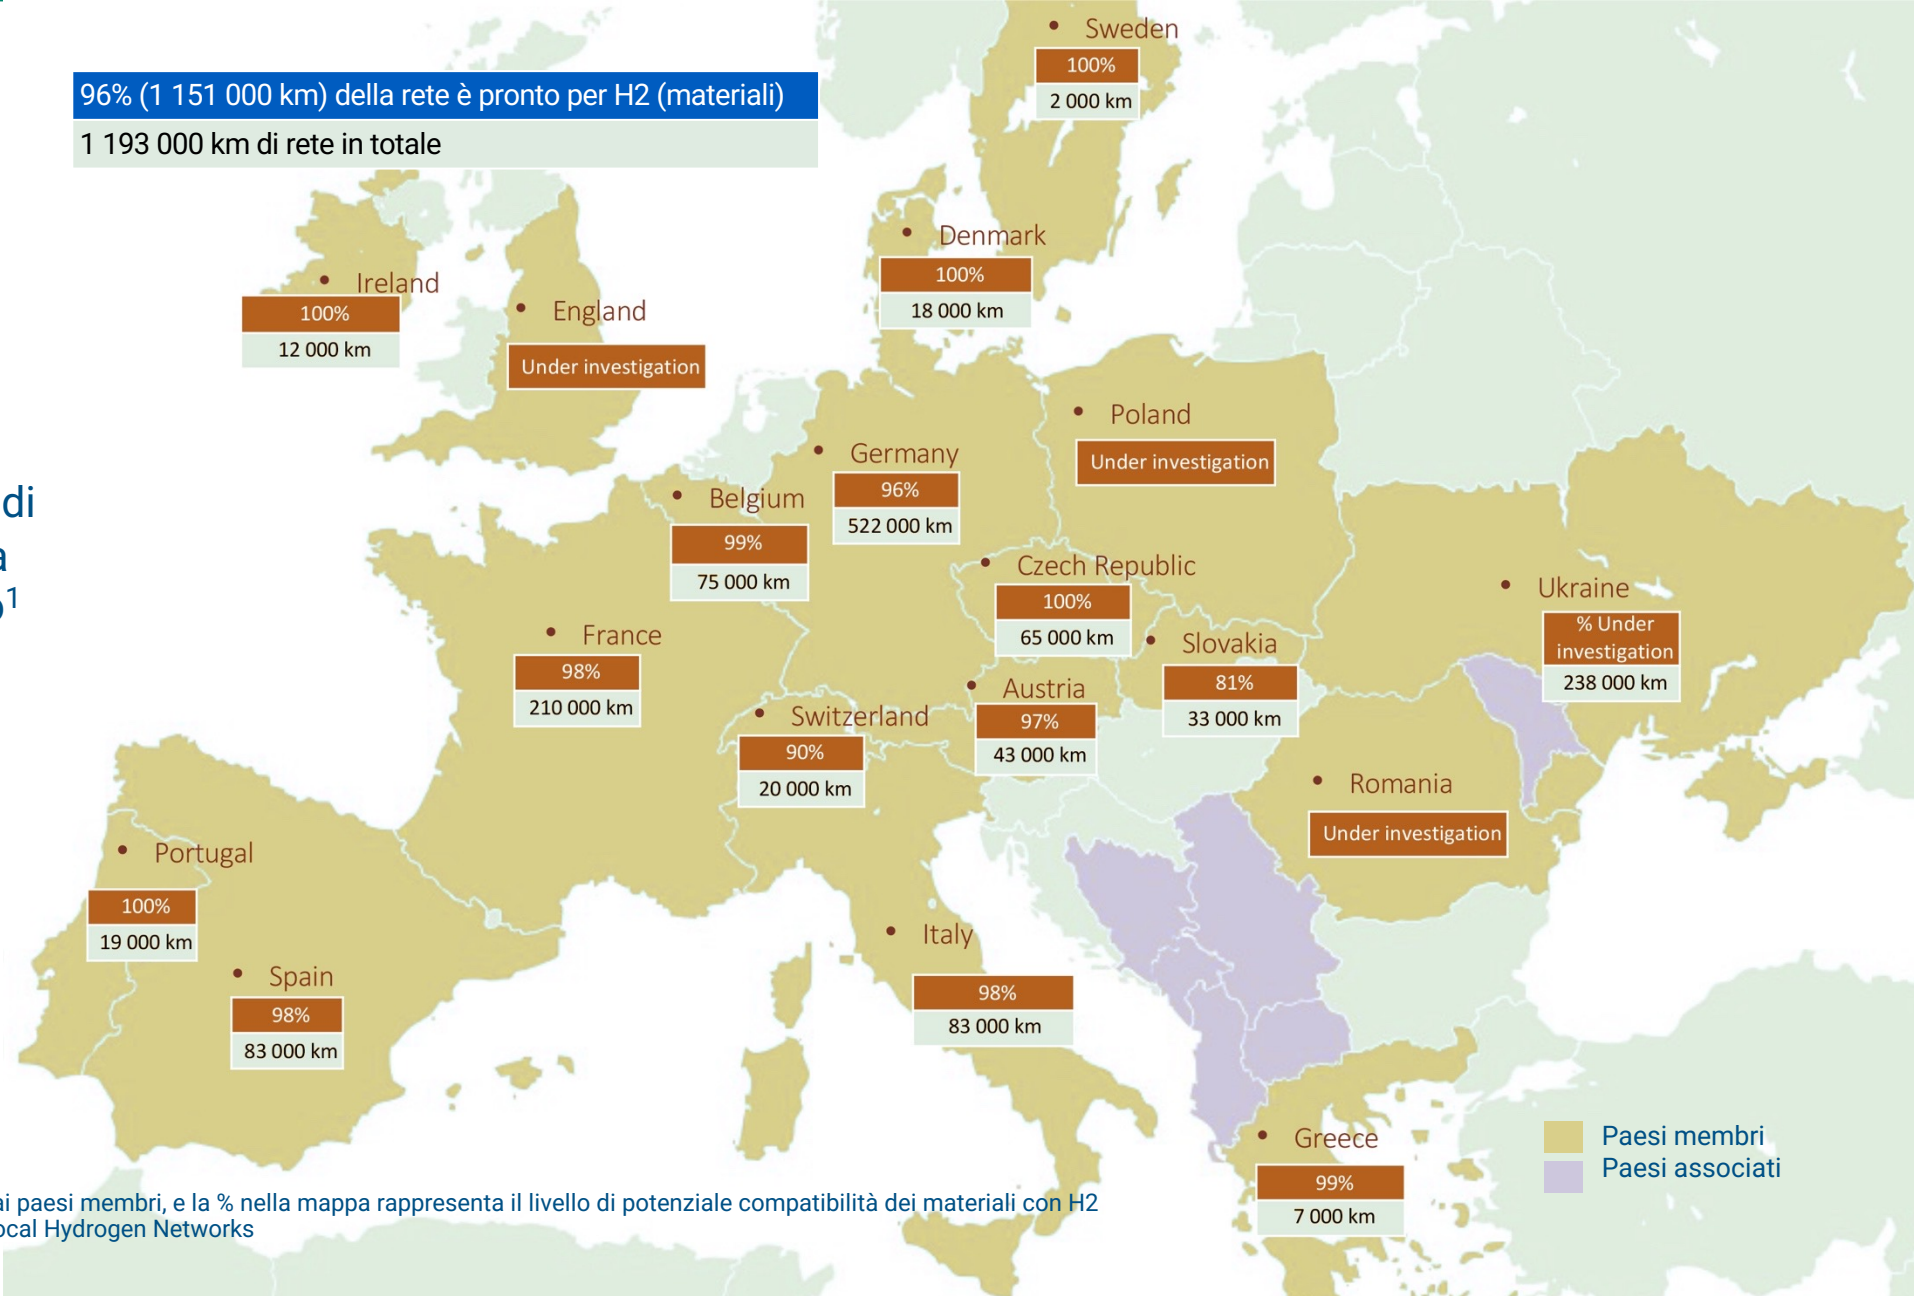 Sweden
100%
2 000 km
96% (1 151 000 km) della rete è pronto per H2 (materiali)
1 193 000 km di rete in totale
Denmark
100%
18 000 km
Ireland
100%
12 000 km
England
Under investigation
Poland
Under investigation
Germany
96%
522 000 km
Belgium
99%
75 000 km
di
Czech Republic
100%
65 000 km
Ukraine
% Under
investigation
238 000 km
France
98%
210 000 km
Slovakia
81%
33 000 km
Austria
97%
43 000 km
Switzerland
90%
20 000 km
Romania
Under investigation
Portugal
100%
19 000 km
Italy
98%
83 000 km
Spain
98%
83 000 km
Greece
99%
7 000 km
Paesi membri
Paesi associati
ai paesi membri, e la % nella mappa rappresenta il livello di potenziale compatibilità dei materiali con H2
ocal Hydrogen Networks